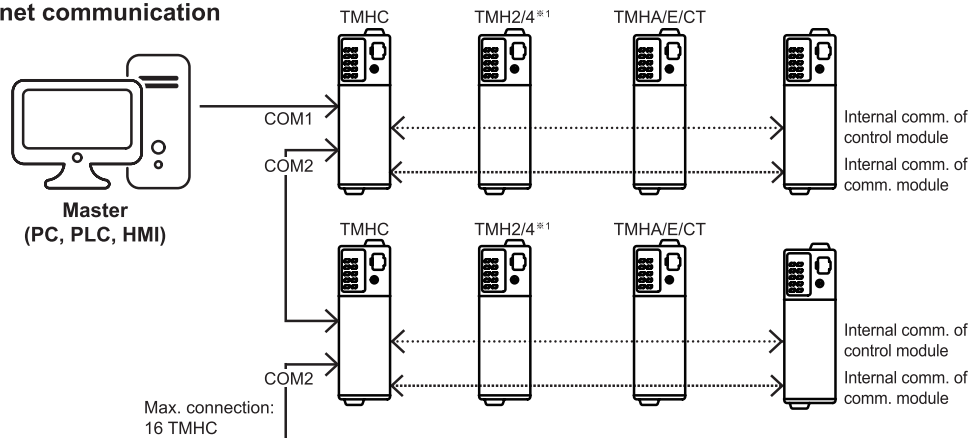 net communication
TMHC
TMH2/4※1
TMHA/E/CT
COM1
COM2
Internal comm. of
control module
Internal comm. of
comm. module
Master
(PC, PLC, HMI)
TMHC
TMH2/4※1
TMHA/E/CT
COM2
Internal comm. of
control module
Internal comm. of
comm. module
Max. connection:
16 TMHC